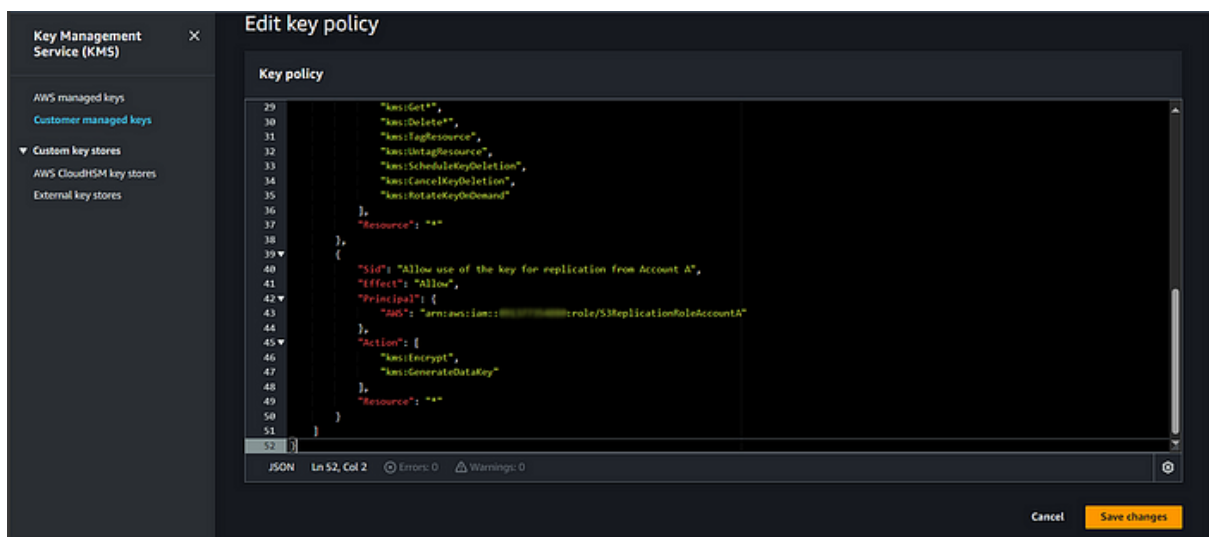 Key Management
Service (KMS)
AWS managed keys
Customer managed keys
Custom key stores
AWS CloudHSM key stores
External key stores
Edit key policy
Key policy
29 "kms:Get*",
30 "kms:Delete*",
31 "kms:TagResource",
32 "kms:UntagResource",
33 "kms:ScheduleKeyDeletion",
34 "kms:CancelKeyDeletion",
35 "kms:RotateKeyOnDemand"
36 ],
37 "Resource": "*"
38 },
39 {
40 "Sid": "Allow use of the key for replication from Account A",
41 "Effect": "Allow",
42 "Principal": {
43 "AWS": "arn:aws:iam:: :role/S3ReplicationRoleAccountA"
44 },
45 "Action": [
46 "kms:Encrypt",
47 "kms:GenerateDataKey"
48 ],
49 "Resource": "*"
50 }
51 ]
52 }
JSON Ln 52, Col 2 Errors: 0 Warnings: 0
Cancel Save changes